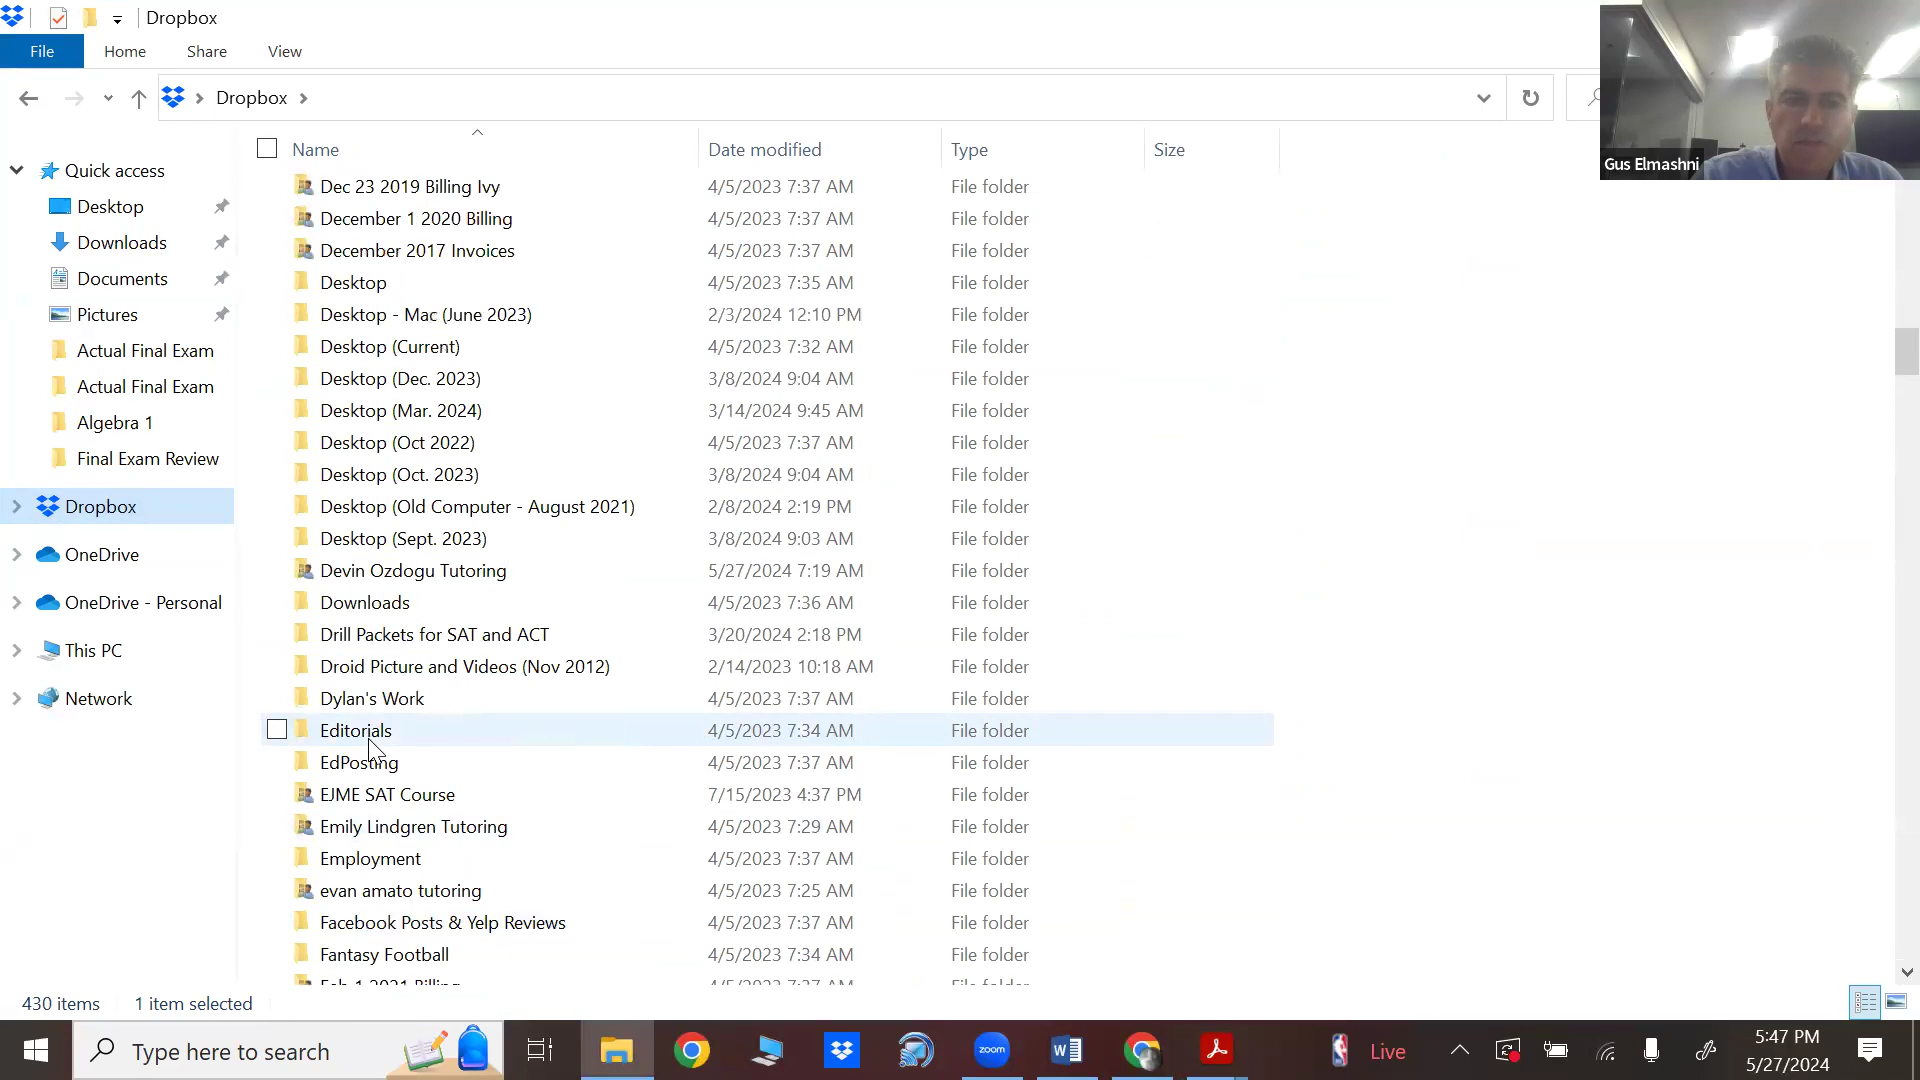 Dropbox
File Home Share View
Dropbox
Name Date modified Type Size
Quick access
Desktop
Downloads
Documents
Pictures
Actual Final Exam
Actual Final Exam
Algebra 1
Final Exam Review
Dropbox
OneDrive
OneDrive - Personal
This PC
Network
Dec 23 2019 Billing Ivy 4/5/2023 7:37 AM File folder
December 1 2020 Billing 4/5/2023 7:37 AM File folder
December 2017 Invoices 4/5/2023 7:37 AM File folder
Desktop 4/5/2023 7:35 AM File folder
Desktop - Mac (June 2023) 2/3/2024 12:10 PM File folder
Desktop (Current) 4/5/2023 7:32 AM File folder
Desktop (Dec. 2023) 3/8/2024 9:04 AM File folder
Desktop (Mar. 2024) 3/14/2024 9:45 AM File folder
Desktop (Oct 2022) 4/5/2023 7:37 AM File folder
Desktop (Oct. 2023) 3/8/2024 9:04 AM File folder
Desktop (Old Computer - August 2021) 2/8/2024 2:19 PM File folder
Desktop (Sept. 2023) 3/8/2024 9:03 AM File folder
Devin Ozdogu Tutoring 5/27/2024 7:19 AM File folder
Downloads 4/5/2023 7:36 AM File folder
Drill Packets for SAT and ACT 3/20/2024 2:18 PM File folder
Droid Picture and Videos (Nov 2012) 2/14/2023 10:18 AM File folder
Dylan's Work 4/5/2023 7:37 AM File folder
Editorials 4/5/2023 7:34 AM File folder
EdPosting 4/5/2023 7:37 AM File folder
EJME SAT Course 7/15/2023 4:37 PM File folder
Emily Lindgren Tutoring 4/5/2023 7:29 AM File folder
Employment 4/5/2023 7:37 AM File folder
evan amato tutoring 4/5/2023 7:25 AM File folder
Facebook Posts & Yelp Reviews 4/5/2023 7:37 AM File folder
Fantasy Football 4/5/2023 7:34 AM File folder
Feb 1 2021 Billing 4/5/2023 7:37 AM File folder
Gus Elmashni
430 items 1 item selected
Type here to search
zoom
Live
5:47 PM
5/27/2024